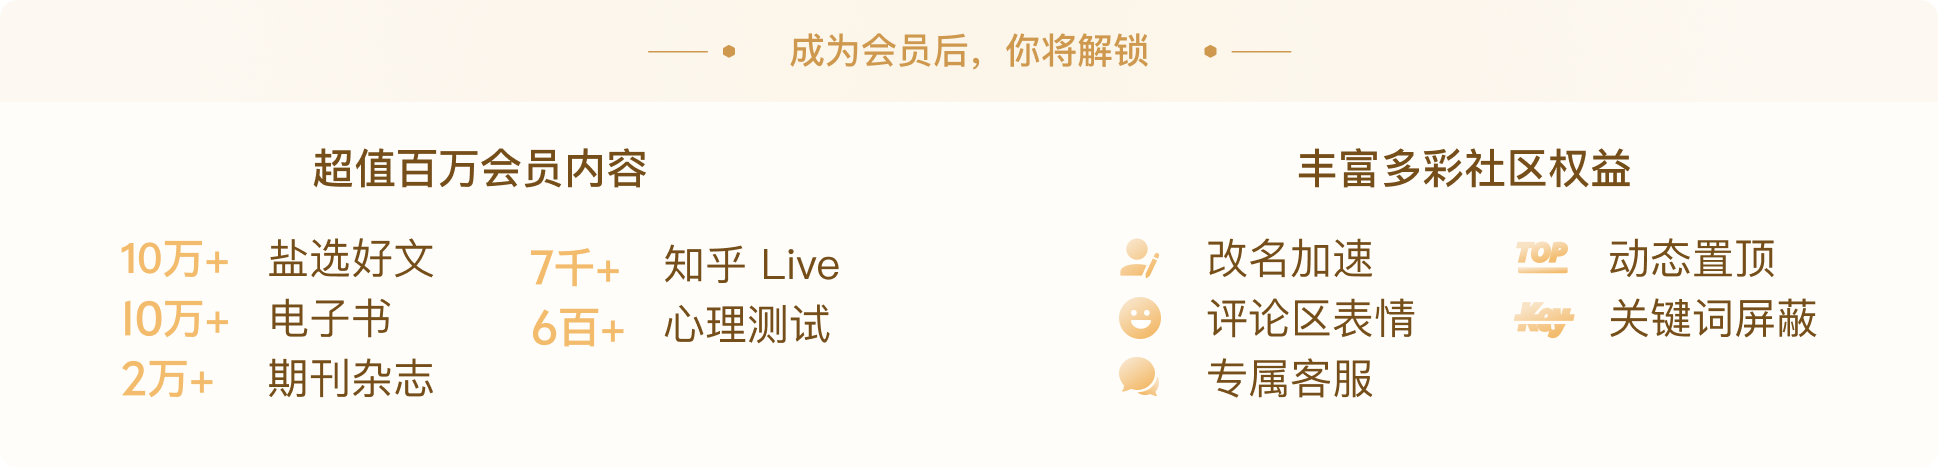 成为会员后，你将解锁
超值百万会员内容
10万+ 盐选好文
10万+ 电子书
2万+ 期刊杂志
7千+ 知乎 Live
6百+ 心理测试
丰富多彩社区权益
改名加速
评论区表情
专属客服
TOP 动态置顶
Key 关键词屏蔽